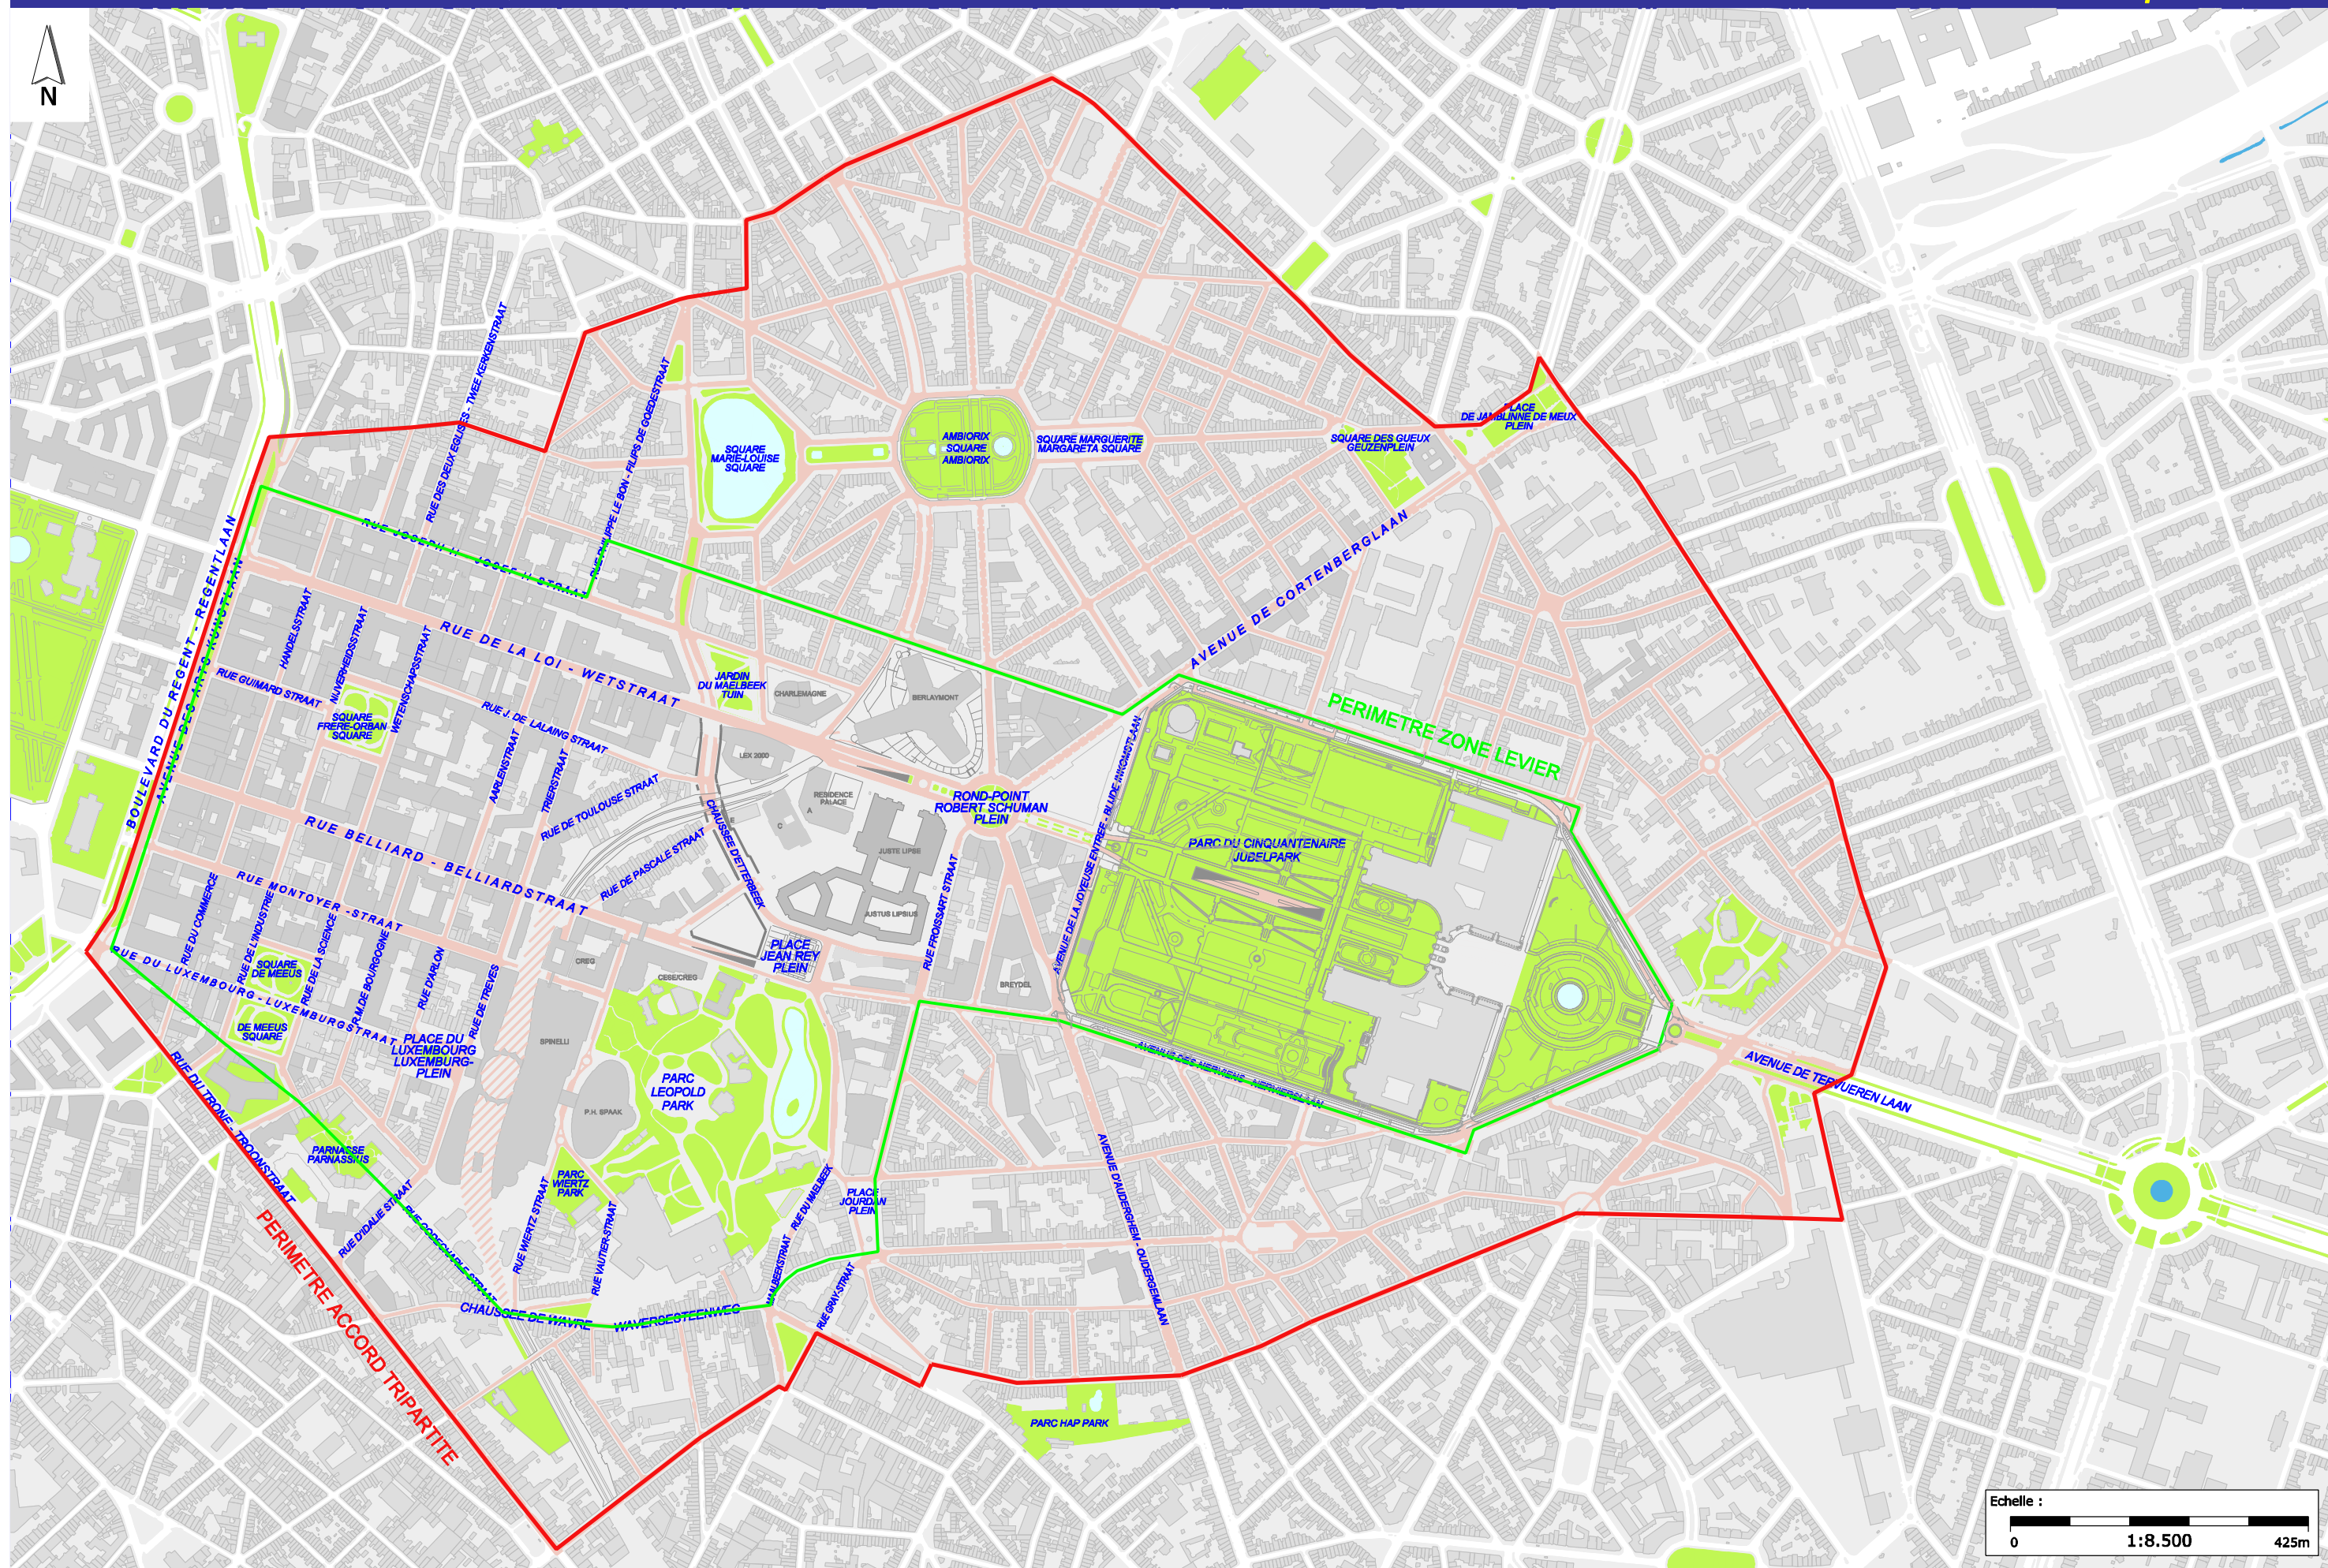 N
RUE DES DEUX EGLISES - TWEE KERKENSTRAAT
RUE PHILIPPE LE BON - FILIPS DE GOEDESTRAAT
SQUARE
MARIE-LOUISE
SQUARE
AMBIORIX
SQUARE
AMBIORIX
SQUARE MARGUERITE
MARGARETA SQUARE
SQUARE DES GUEUX
GEUZENPLEIN
PLACE
DE JAMBLINNE DE MEUX
PLEIN
BOULEVARD DU REGENT - REGENTLAAN
AVENUE DES ARTS KUNSTLAAN
RUE JOSEPH II - JOZEF II STRAAT
AVENUE DE CORTENBERGLAAN
HANDELSSTRAAT
NIJVERHEIDSSTRAAT
WETENSCHAPSSTRAAT
RUE DE LA LOI - WETSTRAAT
RUE GUIMARD STRAAT
SQUARE
FRERE-ORBAN
SQUARE
RUE J. DE LALAING STRAAT
JARDIN
DU MAELBEEK
TUIN
CHARLEMAGNE
BERLAYMONT
PERIMETRE ZONE LEVIER
AARLENSTRAAT
TRIERSTRAAT
LEX 2000
RUE DE TOULOUSE STRAAT
RESIDENCE
PALACE
A
C
E
ROND-POINT
ROBERT SCHUMAN
PLEIN
AVENUE DE LA JOYEUSE ENTREE - BLIJDE INKOMSTLAAN
PARC DU CINQUANTENAIRE
JUBELPARK
CHAUSSEE D'ETTERBEEK
RUE BELLIARD - BELLIARDSTRAAT
RUE DE PASCALE STRAAT
JUSTE LIPSE
JUSTUS LIPSIUS
RUE FROISSART STRAAT
RUE MONTOYER -STRAAT
RUE DU COMMERCE
RUE DE L'INDUSTRIE
RUE DE LA SCIENCE
R.M.DE BOURGOGNE
RUE D'ARLON
RUE DE TREVES
RUE DU LUXEMBOURG - LUXEMBURGSTRAAT
SQUARE
DE MEEUS
DE MEEUS
SQUARE
CREG
CESE/CREG
PLACE
JEAN REY
PLEIN
BREYDEL
PLACE DU
LUXEMBOURG
LUXEMBURG-
PLEIN
SPINELLI
P.H. SPAAK
PARC
LEOPOLD
PARK
AVENUE DES NERVIENS - NERVIERSLAAN
AVENUE DE TERVUEREN LAAN
RUE DU TRONE - TROONSTRAAT
PARNASSE
PARNASSIUS
RUE D'IDALIE STRAAT
RUE GODECHARLE STRAAT
PARC
WIERTZ
PARK
RUE WIERTZ STRAAT
RUE VAUTIER-STRAAT
MAALBEEKSTRAAT RUE DU MAELBEEK
PLACE
JOURDAN
PLEIN
RUE GRAY-STRAAT
AVENUE D'AUDERGHEM - OUDERGEMLAAN
CHAUSSEE DE WAVRE WAVERSESTEENWEG
PERIMETRE ACCORD TRIPARTITE
PARC HAP PARK
Echelle :
0 1:8.500 425m